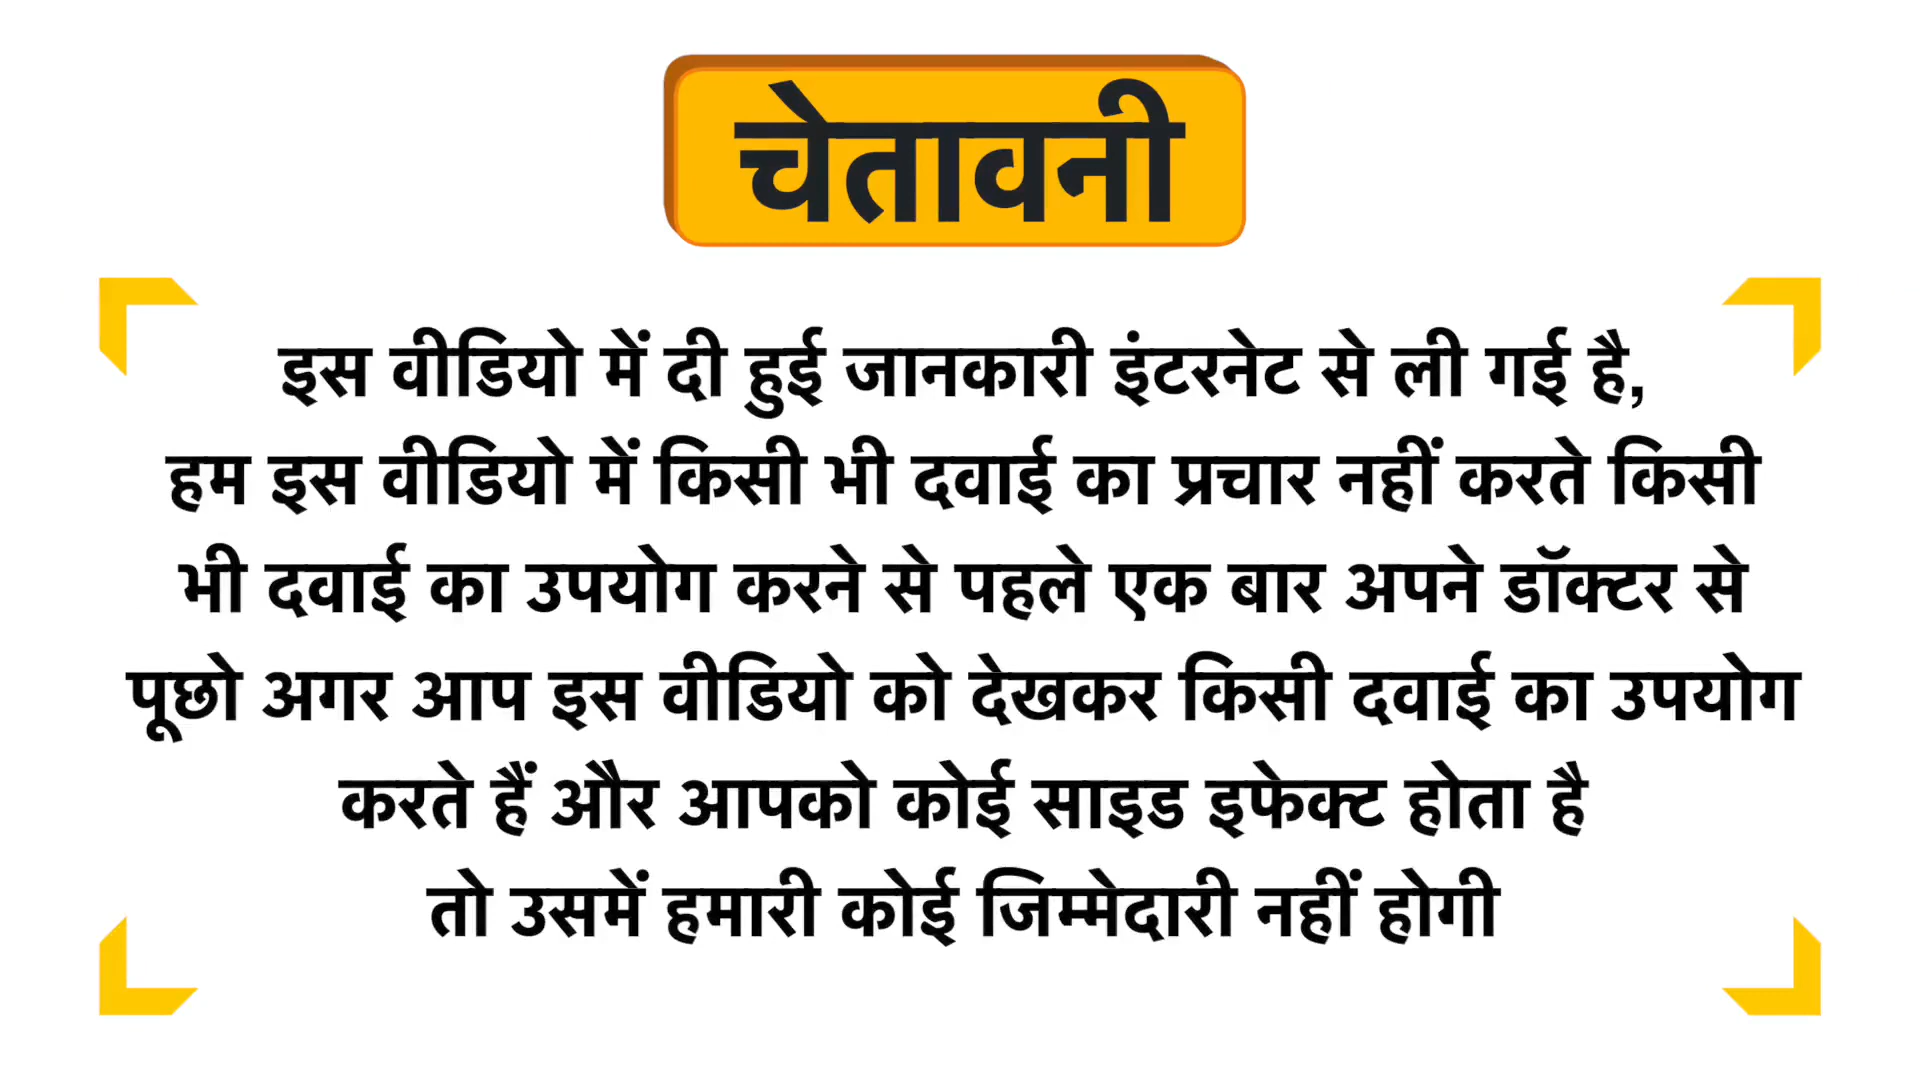 चेतावनी
इस वीडियो में दी हुई जानकारी इंटरनेट से ली गई है,
हम इस वीडियो में किसी भी दवाई का प्रचार नहीं करते किसी
भी दवाई का उपयोग करने से पहले एक बार अपने डॉक्टर से
पूछो अगर आप इस वीडियो को देखकर किसी दवाई का उपयोग
करते हैं और आपको कोई साइड इफेक्ट होता है
तो उसमें हमारी कोई जिम्मेदारी नहीं होगी